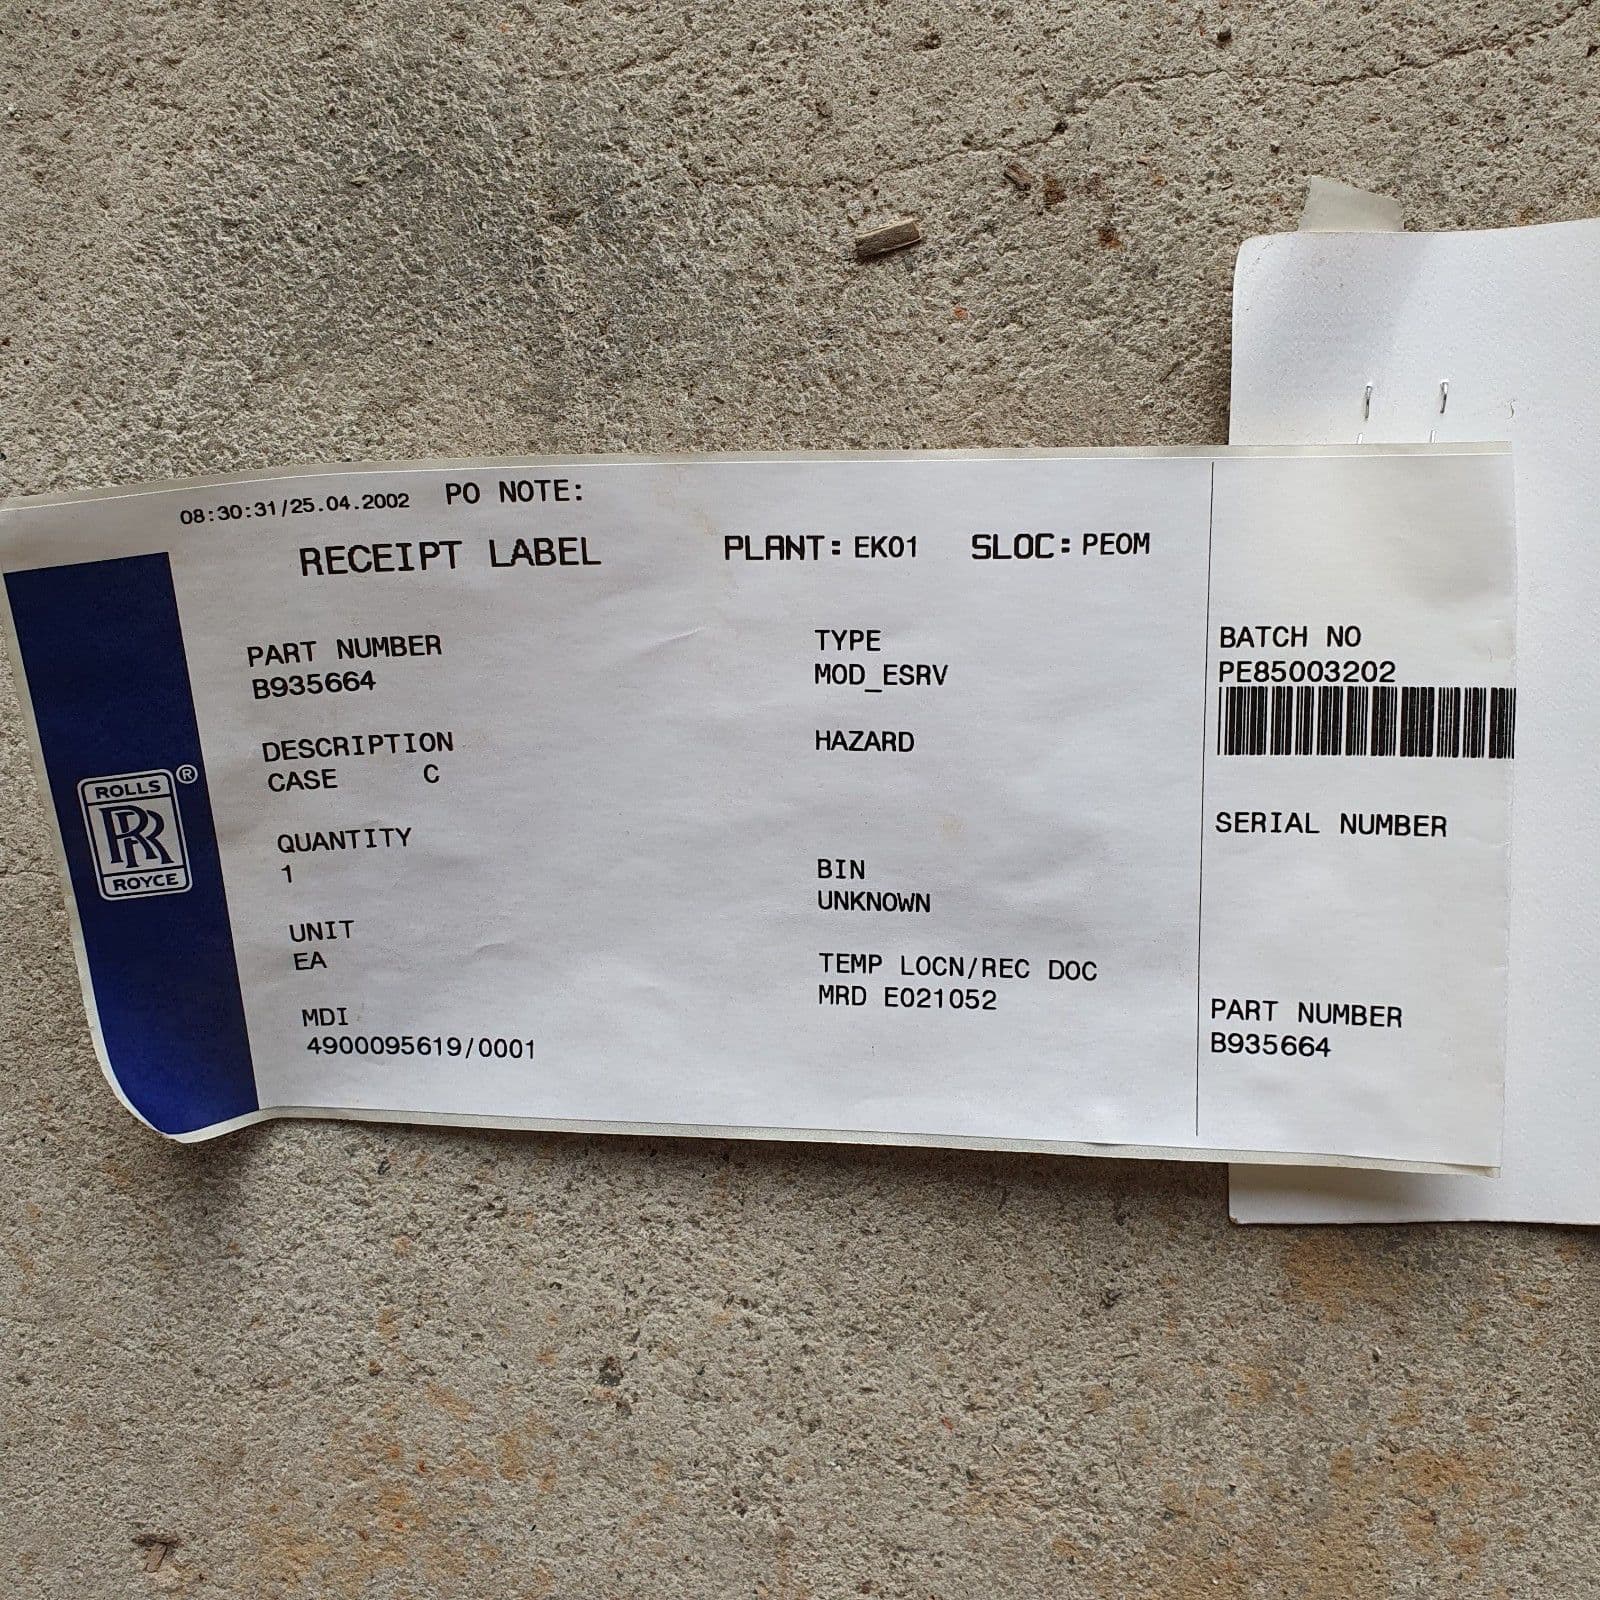 08:30:31/25.04.2002 PO NOTE:
RECEIPT LABEL PLANT: EK01 SLOC: PEOM
PART NUMBER
B935664
DESCRIPTION
CASE C
QUANTITY
1
UNIT
EA
MDI
4900095619/0001
TYPE
MOD_ESRV
HAZARD
BIN
UNKNOWN
TEMP LOCN/REC DOC
MRD E021052
BATCH NO
PE85003202
SERIAL NUMBER
PART NUMBER
B935664
ROLLS
RR
ROYCE
®